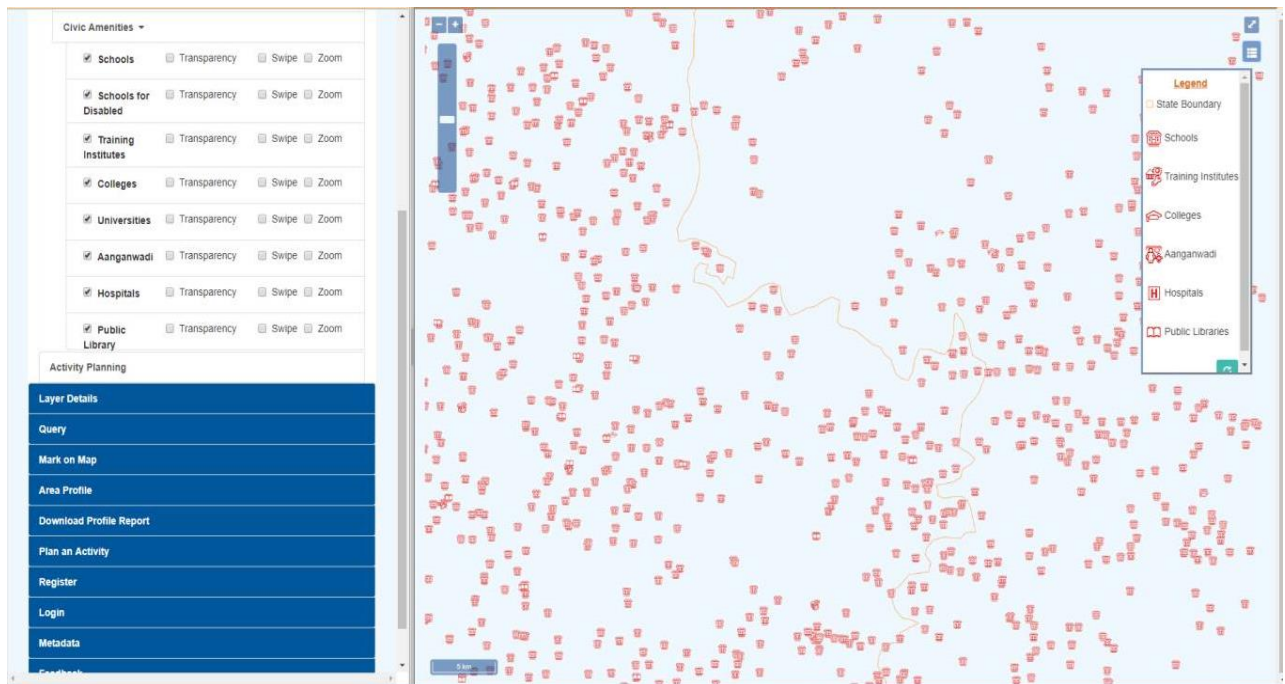 Civic Amenities
Schools Transparency Swipe Zoom
Schools for Disabled Transparency Swipe Zoom
Training Institutes Transparency Swipe Zoom
Colleges Transparency Swipe Zoom
Universities Transparency Swipe Zoom
Aanganwadi Transparency Swipe Zoom
Hospitals Transparency Swipe Zoom
Public Library Transparency Swipe Zoom
Activity Planning
Layer Details
Query
Mark on Map
Area Profile
Download Profile Report
Plan an Activity
Register
Login
Metadata
Feedback
5 km
Legend
State Boundary
Schools
Training Institutes
Colleges
Aanganwadi
H Hospitals
Public Libraries